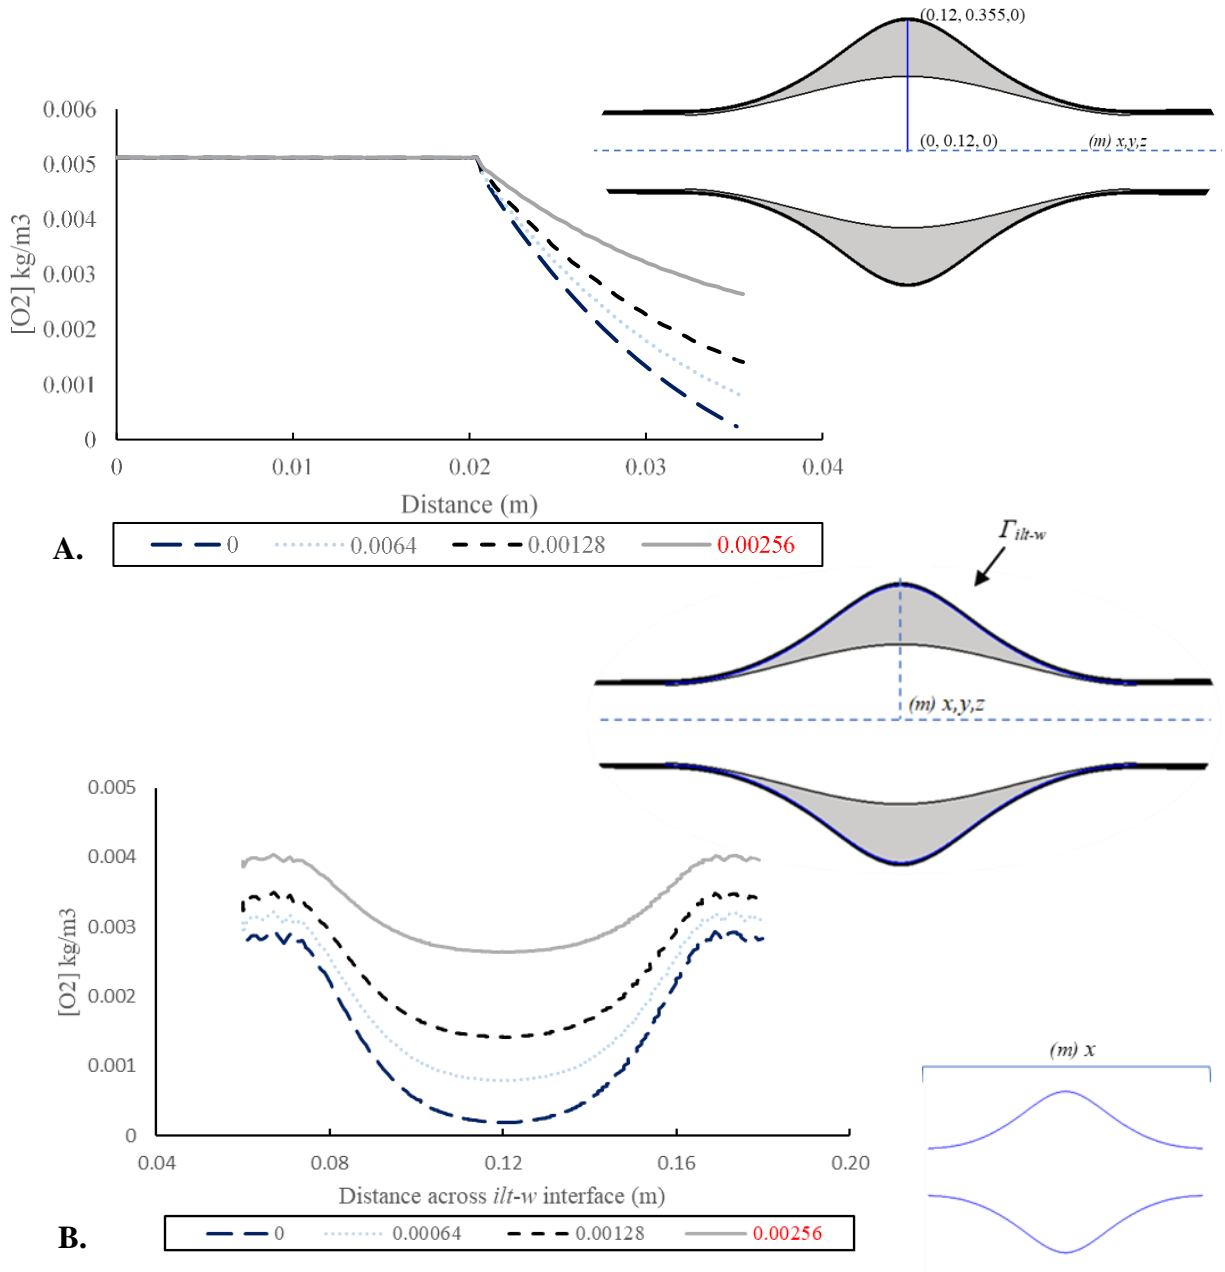 (0.12, 0.355,0)
(0, 0.12, 0)
(m) x,y,z
0.006
0.005
0.004
0.003
0.002
0.001
0
[O2] kg/m3
0 0.01 0.02 0.03 0.04
Distance (m)
A.
0 0.0064 0.00128 0.00256
Γilt-w
(m) x,y,z
0.005
0.004
0.003
0.002
0.001
0
[O2] kg/m3
0.04 0.08 0.12 0.16 0.20
Distance across ilt-w interface (m)
(m) x
B.
0 0.00064 0.00128 0.00256